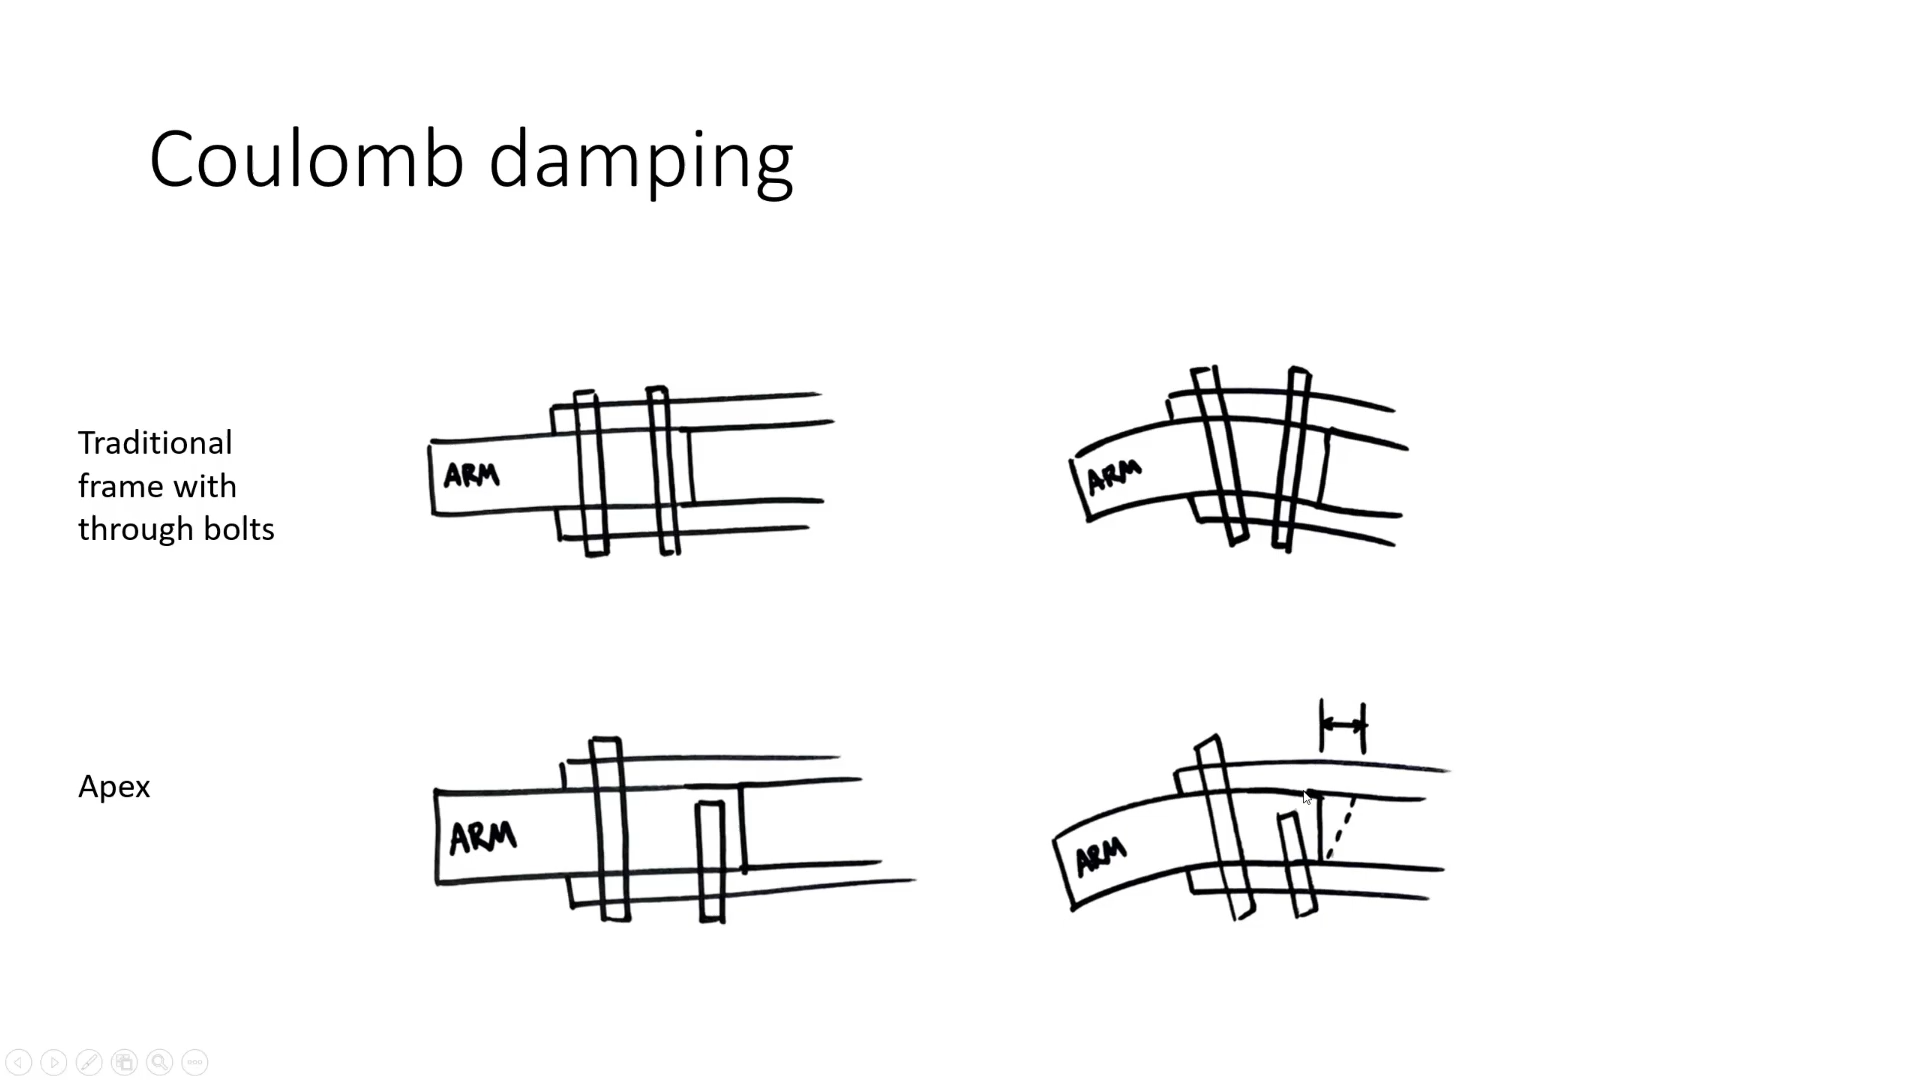 Coulomb damping
Traditional
frame with
through bolts
ARM
ARM
Apex
ARM
ARM